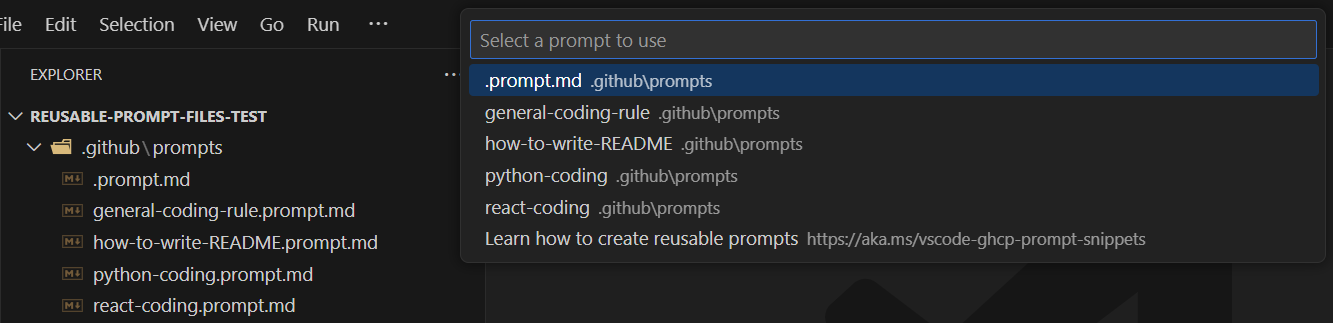 File Edit Selection View Go Run ···
EXPLORER ···
REUSABLE-PROMPT-FILES-TEST
.github\prompts
.prompt.md
general-coding-rule.prompt.md
how-to-write-README.prompt.md
python-coding.prompt.md
react-coding.prompt.md
Select a prompt to use
.prompt.md .github\prompts
general-coding-rule .github\prompts
how-to-write-README .github\prompts
python-coding .github\prompts
react-coding .github\prompts
Learn how to create reusable prompts https://aka.ms/vscode-ghcp-prompt-snippets